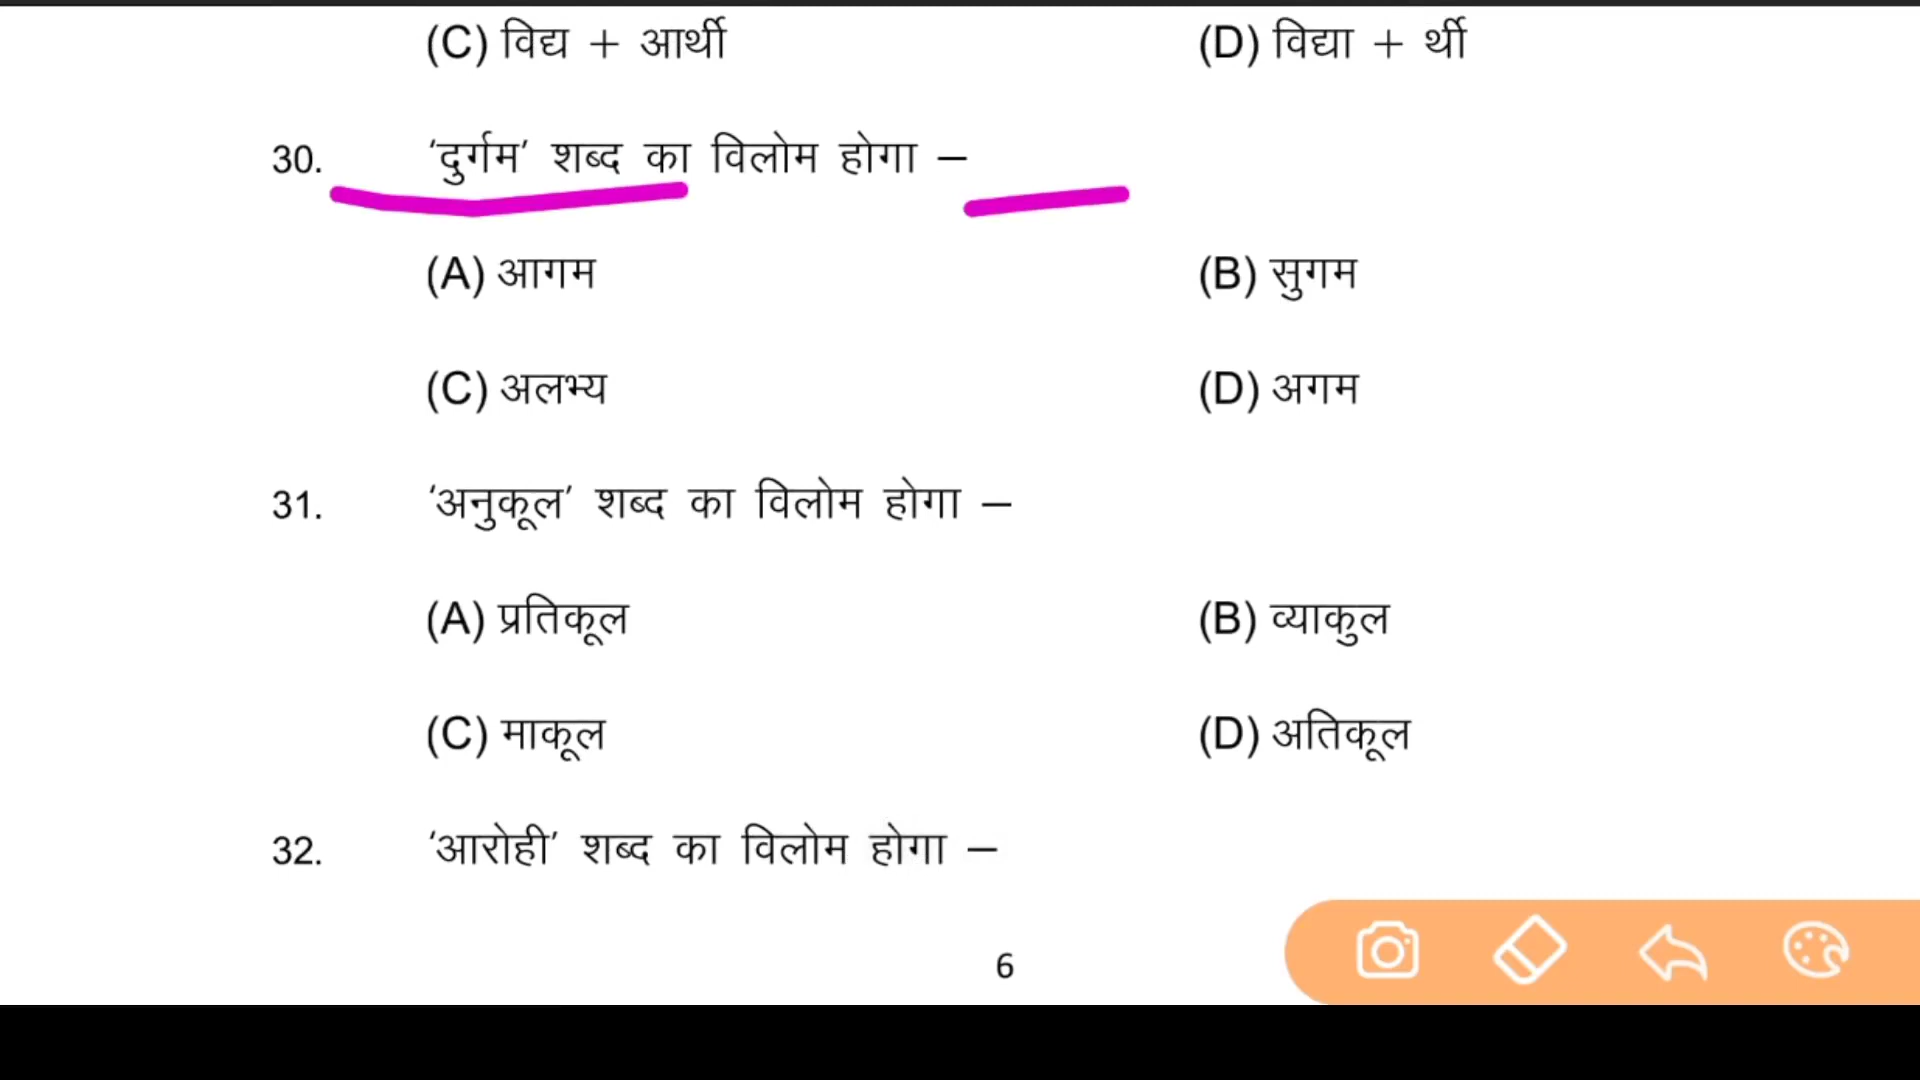 (C) विद्य + आर्थी (D) विद्या + र्थी
30. ‘दुर्गम’ शब्द का विलोम होगा –
(A) आगम (B) सुगम
(C) अलभ्य (D) अगम
31. ‘अनुकूल’ शब्द का विलोम होगा –
(A) प्रतिकूल (B) व्याकुल
(C) माकूल (D) अतिकूल
32. ‘आरोही’ शब्द का विलोम होगा –
6